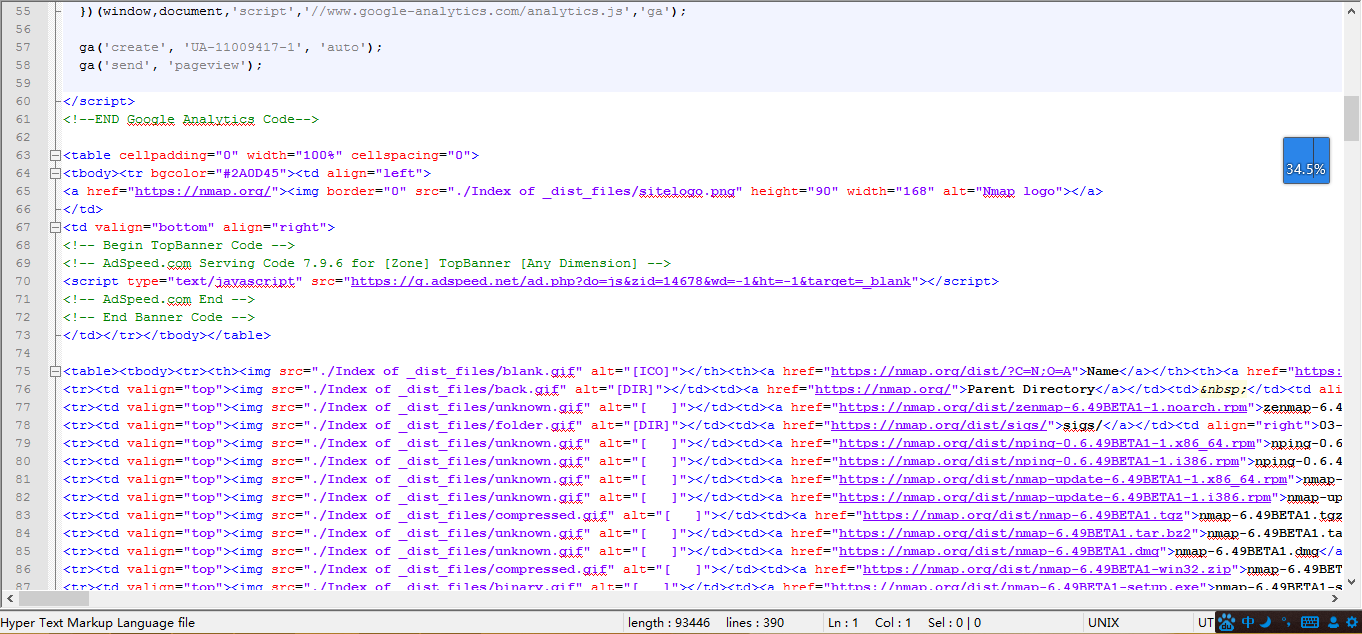 55 })(window,document,'script','//www.google-analytics.com/analytics.js','ga');
56
57 ga('create', 'UA-11009417-1', 'auto');
58 ga('send', 'pageview');
59
60 </script>
61 <!--END Google Analytics Code-->
62
63 <table cellpadding="0" width="100%" cellspacing="0">
64 <tbody><tr bgcolor="#2A0D45"><td align="left">
65 <a href="https://nmap.org/"><img border="0" src="./Index of _dist_files/sitelogo.png" height="90" width="168" alt="Nmap logo"></a>
66 </td>
67 <td valign="bottom" align="right">
68 <!-- Begin TopBanner Code -->
69 <!-- AdSpeed.com Serving Code 7.9.6 for [Zone] TopBanner [Any Dimension] -->
70 <script type="text/javascript" src="https://g.adspeed.net/ad.php?do=js&zid=14678&wd=-1&ht=-1&target=_blank"></script>
71 <!-- AdSpeed.com End -->
72 <!-- End Banner Code -->
73 </td></tr></tbody></table>
74
75 <table><tbody><tr><th><img src="./Index of _dist_files/blank.gif" alt="[ICO]"></th><th><a href="https://nmap.org/dist/?C=N;O=A">Name</a></th><th><a href="https:
76 <tr><td valign="top"><img src="./Index of _dist_files/back.gif" alt="[DIR]"></td><td><a href="https://nmap.org/">Parent Directory</a></td><td>&nbsp;</td><td ali
77 <tr><td valign="top"><img src="./Index of _dist_files/unknown.gif" alt="[   ]"></td><td><a href="https://nmap.org/dist/zenmap-6.49BETA1-1.noarch.rpm">zenmap-6.4
78 <tr><td valign="top"><img src="./Index of _dist_files/folder.gif" alt="[DIR]"></td><td><a href="https://nmap.org/dist/sigs/">sigs/</a></td><td align="right">03-
79 <tr><td valign="top"><img src="./Index of _dist_files/unknown.gif" alt="[   ]"></td><td><a href="https://nmap.org/dist/nping-0.6.49BETA1-1.x86_64.rpm">nping-0.6
80 <tr><td valign="top"><img src="./Index of _dist_files/unknown.gif" alt="[   ]"></td><td><a href="https://nmap.org/dist/nping-0.6.49BETA1-1.i386.rpm">nping-0.6.4
81 <tr><td valign="top"><img src="./Index of _dist_files/unknown.gif" alt="[   ]"></td><td><a href="https://nmap.org/dist/nmap-update-6.49BETA1-1.x86_64.rpm">nmap-
82 <tr><td valign="top"><img src="./Index of _dist_files/unknown.gif" alt="[   ]"></td><td><a href="https://nmap.org/dist/nmap-update-6.49BETA1-1.i386.rpm">nmap-up
83 <tr><td valign="top"><img src="./Index of _dist_files/compressed.gif" alt="[   ]"></td><td><a href="https://nmap.org/dist/nmap-6.49BETA1.tgz">nmap-6.49BETA1.tgz
84 <tr><td valign="top"><img src="./Index of _dist_files/unknown.gif" alt="[   ]"></td><td><a href="https://nmap.org/dist/nmap-6.49BETA1.tar.bz2">nmap-6.49BETA1.ta
85 <tr><td valign="top"><img src="./Index of _dist_files/unknown.gif" alt="[   ]"></td><td><a href="https://nmap.org/dist/nmap-6.49BETA1.dmg">nmap-6.49BETA1.dmg</a
86 <tr><td valign="top"><img src="./Index of _dist_files/compressed.gif" alt="[   ]"></td><td><a href="https://nmap.org/dist/nmap-6.49BETA1-win32.zip">nmap-6.49BET
87 <tr><td valign="top"><img src="./Index of _dist_files/binary.gif" alt="[   ]"></td><td><a href="https://nmap.org/dist/nmap-6.49BETA1-setup.exe">nmap-6.49BETA1-s
34.5%
Hyper Text Markup Language file length : 93446 lines : 390 Ln : 1 Col : 1 Sel : 0 | 0 UNIX UT 中